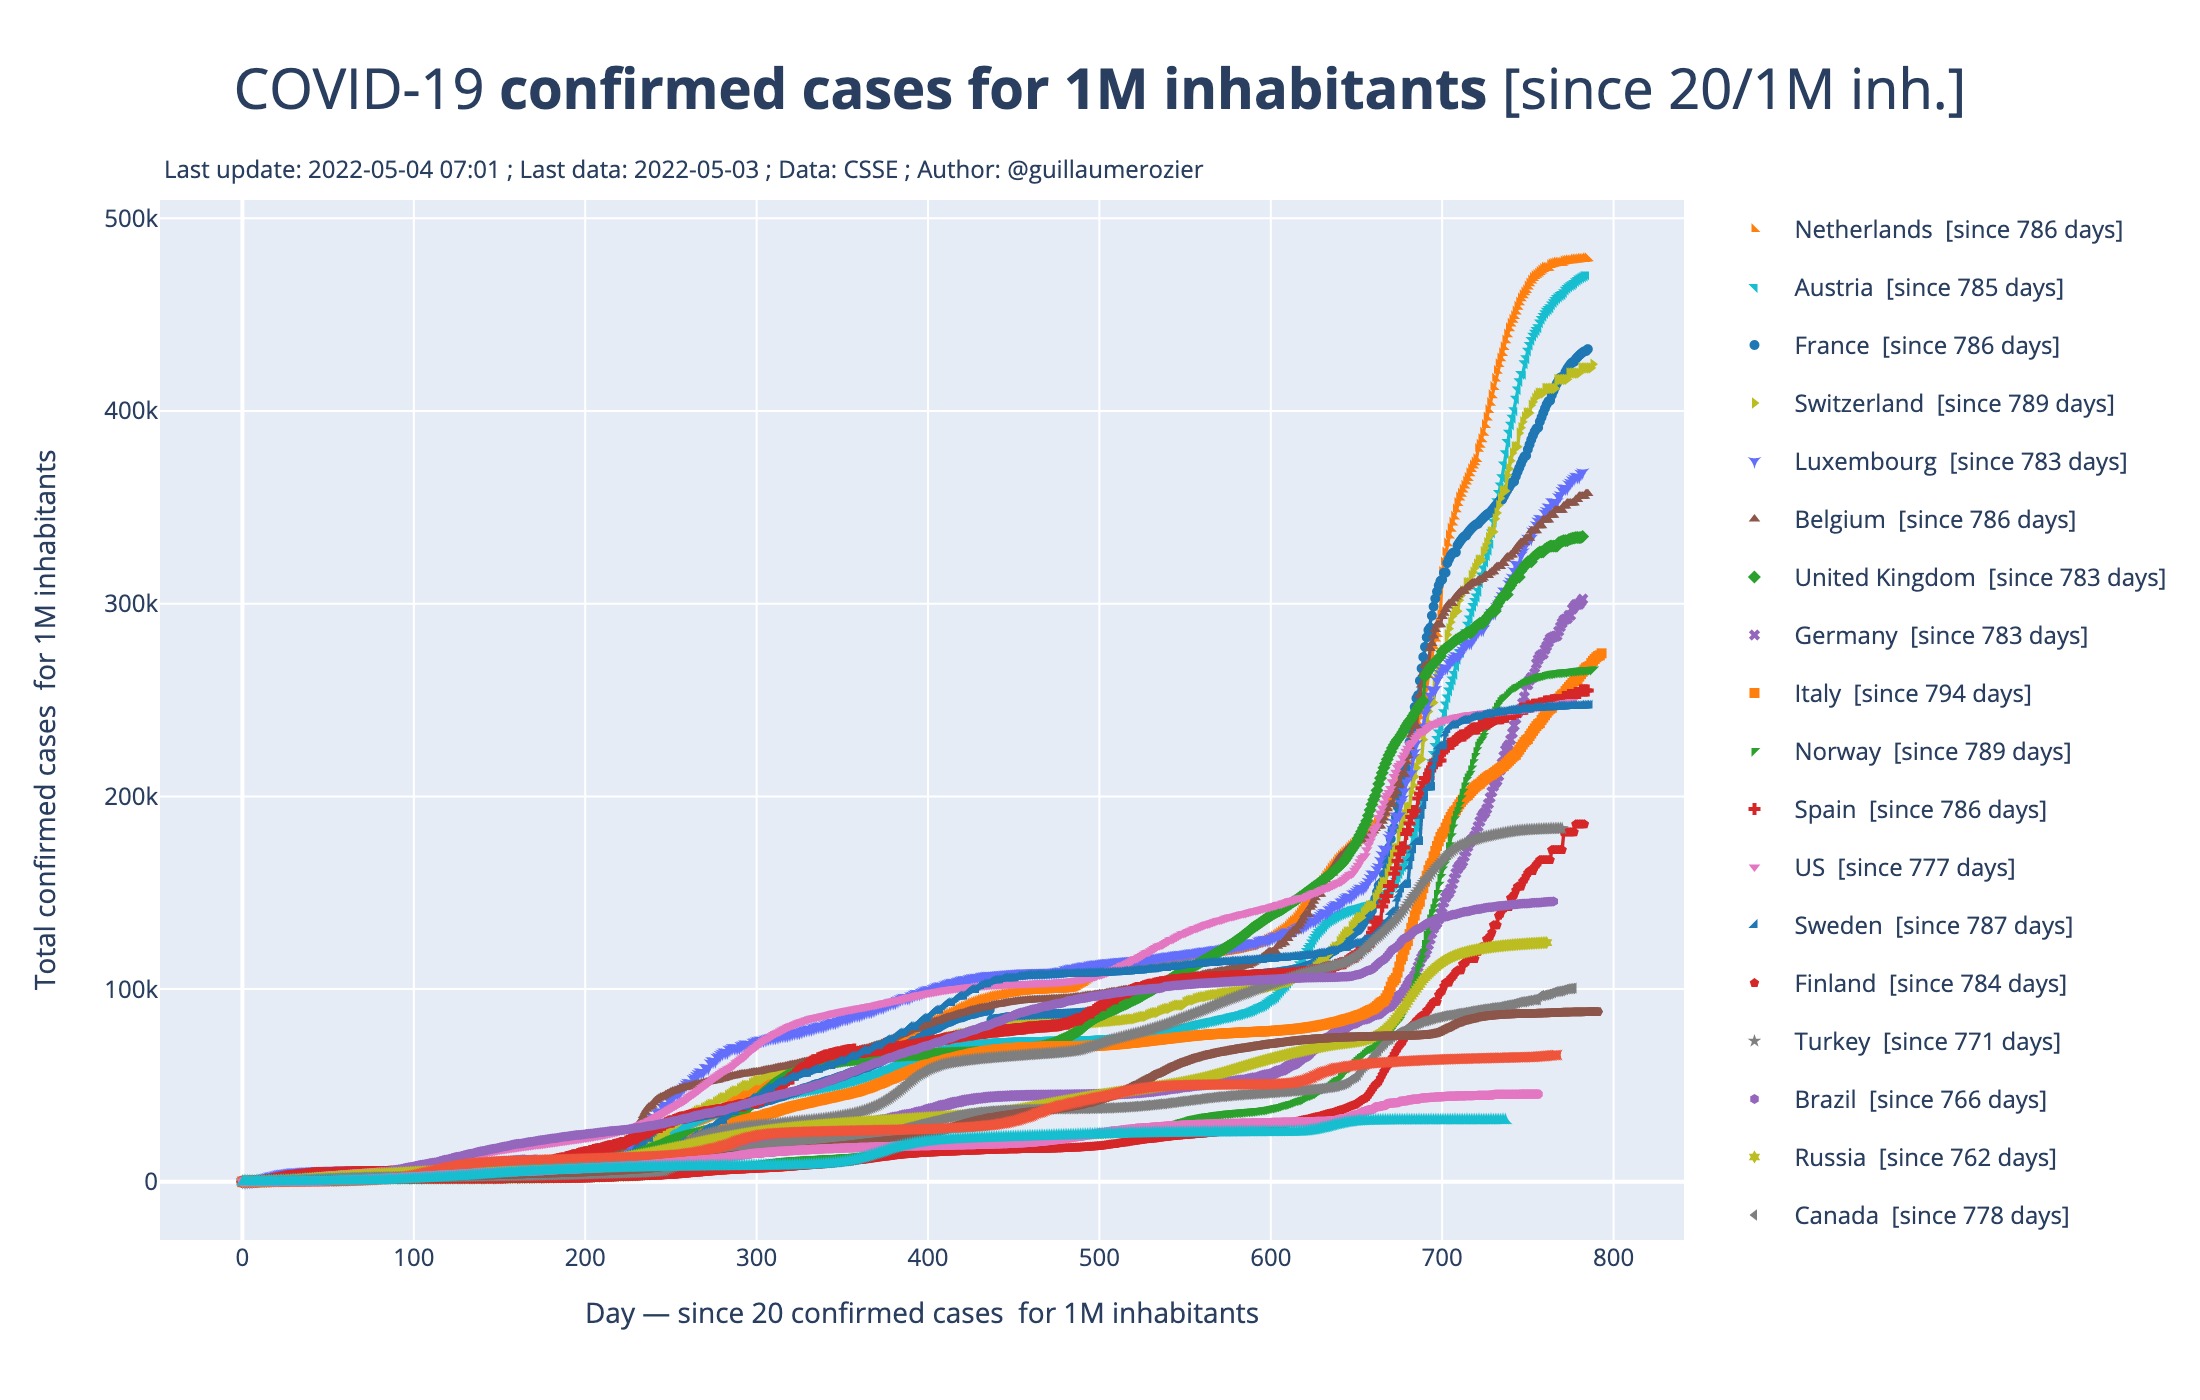 COVID-19 confirmed cases for 1M inhabitants [since 20/1M inh.]
Last update: 2022-05-04 07:01 ; Last data: 2022-05-03 ; Data: CSSE ; Author: @guillaumerozier
Total confirmed cases for 1M inhabitants
500k
400k
300k
200k
100k
0
0 100 200 300 400 500 600 700 800
Day — since 20 confirmed cases for 1M inhabitants
Netherlands [since 786 days]
Austria [since 785 days]
France [since 786 days]
Switzerland [since 789 days]
Luxembourg [since 783 days]
Belgium [since 786 days]
United Kingdom [since 783 days]
Germany [since 783 days]
Italy [since 794 days]
Norway [since 789 days]
Spain [since 786 days]
US [since 777 days]
Sweden [since 787 days]
Finland [since 784 days]
Turkey [since 771 days]
Brazil [since 766 days]
Russia [since 762 days]
Canada [since 778 days]